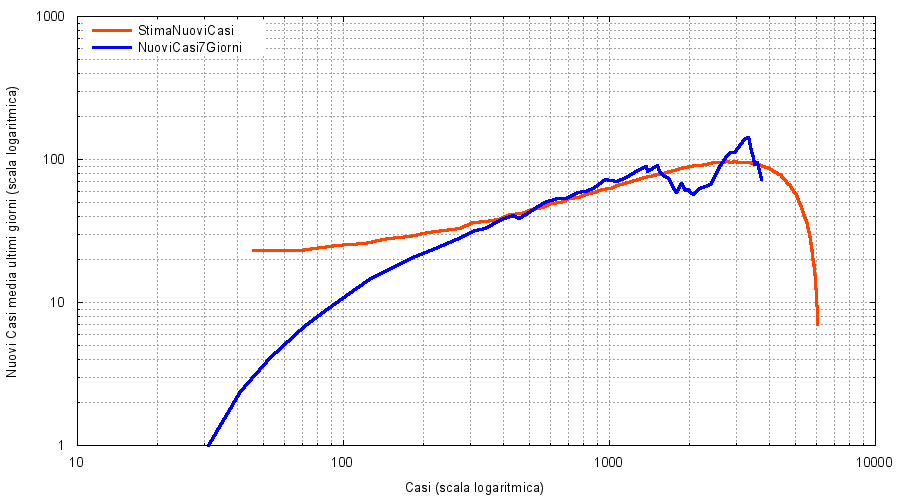 1000
StimaNuoviCasi
NuoviCasi7Giorni
100
10
1
Nuovi Casi media ultimi giorni (scala logaritmica)
10
100
1000
10000
Casi (scala logaritmica)